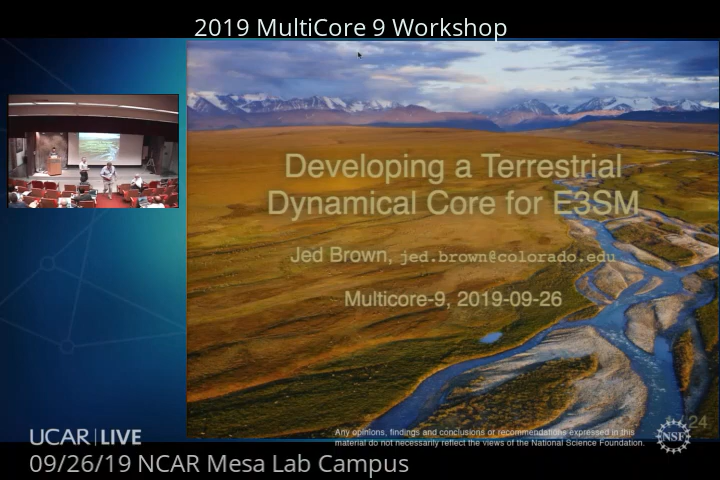 2019 MultiCore 9 Workshop
Developing a Terrestrial
Dynamical Core for E3SM
Jed Brown, jed.brown@colorado.edu
Multicore-9, 2019-09-26
/ 24
UCAR|LIVE
Any opinions, findings and conclusions or recommendations expressed in this
material do not necessarily reflect the views of the National Science Foundation.
NSF
09/26/19 NCAR Mesa Lab Campus